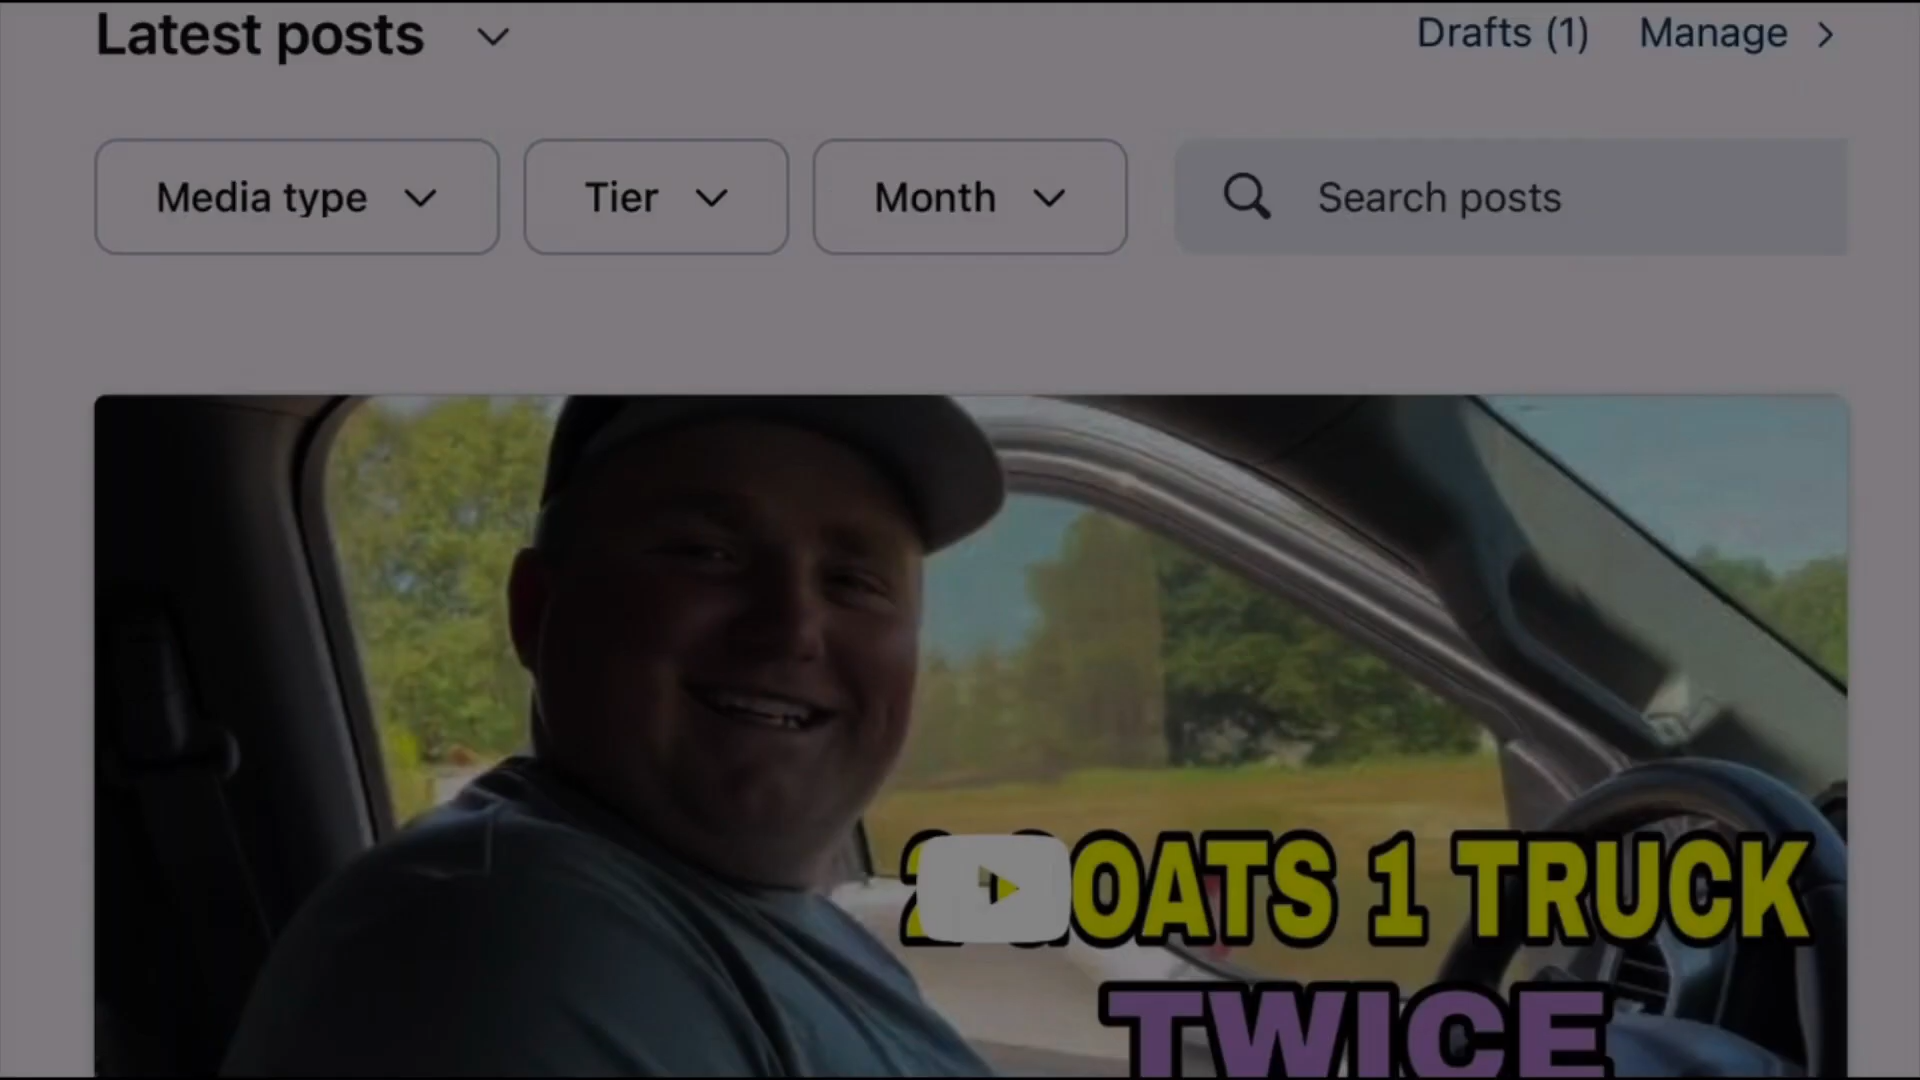 Latest posts
Drafts (1)
Manage
Media type
Tier
Month
Search posts
OATS 1 TRUCK
TWICE